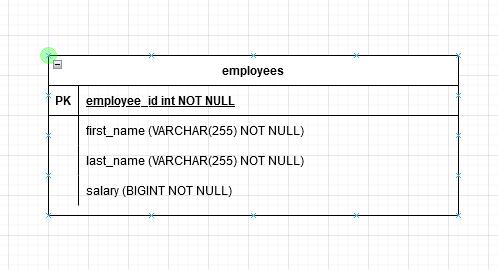 employees
PK employee_id int NOT NULL
first_name (VARCHAR(255) NOT NULL)
last_name (VARCHAR(255) NOT NULL)
salary (BIGINT NOT NULL)